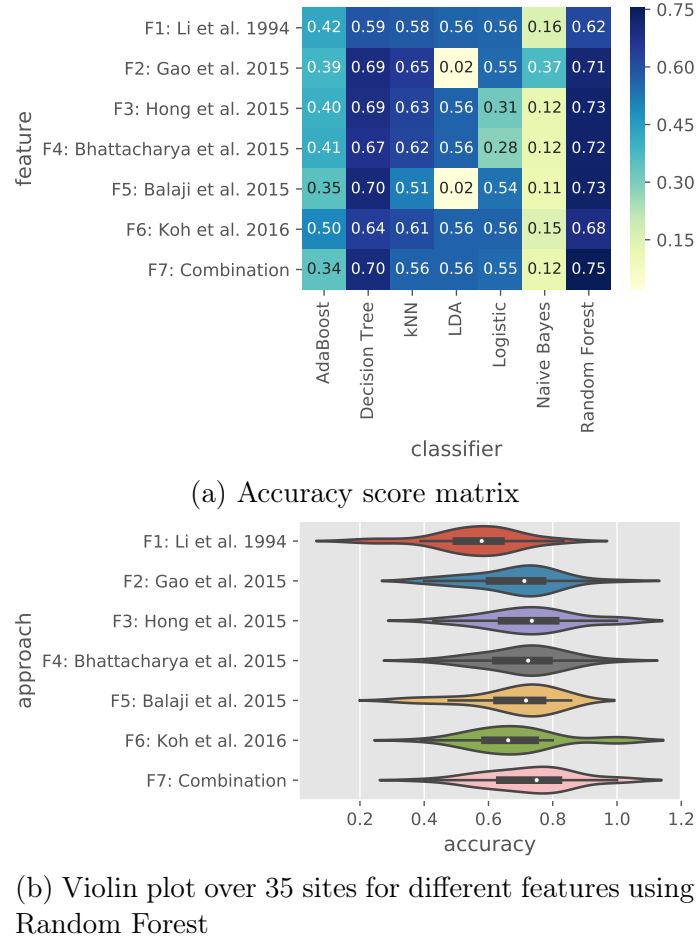 F1: Li et al. 1994 0.42 0.59 0.58 0.56 0.56 0.16 0.62
F2: Gao et al. 2015 0.39 0.69 0.65 0.02 0.55 0.37 0.71
F3: Hong et al. 2015 0.40 0.69 0.63 0.56 0.31 0.12 0.73
F4: Bhattacharya et al. 2015 0.41 0.67 0.62 0.56 0.28 0.12 0.72
F5: Balaji et al. 2015 0.35 0.70 0.51 0.02 0.54 0.11 0.73
F6: Koh et al. 2016 0.50 0.64 0.61 0.56 0.56 0.15 0.68
F7: Combination 0.34 0.70 0.56 0.56 0.55 0.12 0.75
feature
AdaBoost
Decision Tree
kNN
LDA
Logistic
Naive Bayes
Random Forest
classifier
0.75
0.60
0.45
0.30
0.15
(a) Accuracy score matrix
F1: Li et al. 1994
F2: Gao et al. 2015
F3: Hong et al. 2015
F4: Bhattacharya et al. 2015
F5: Balaji et al. 2015
F6: Koh et al. 2016
F7: Combination
approach
0.2 0.4 0.6 0.8 1.0 1.2
accuracy
(b) Violin plot over 35 sites for different features using
Random Forest